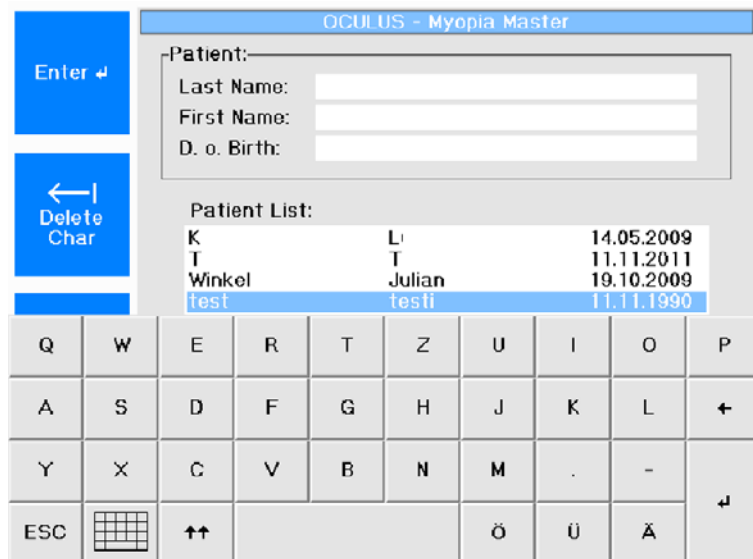 OCULUS - Myopia Master
Enter ↵
Patient:
Last Name:
First Name:
D. o. Birth:
Delete
Char
Patient List:
K 14.05.2009
T T 11.11.2011
Winkel Julian 19.10.2009
test testi 11.11.1990
Q W E R T Z U I O P
A S D F G H J K L ←
Y X C V B N M . -
ESC ↑↑ Ö Ü Ä ↵